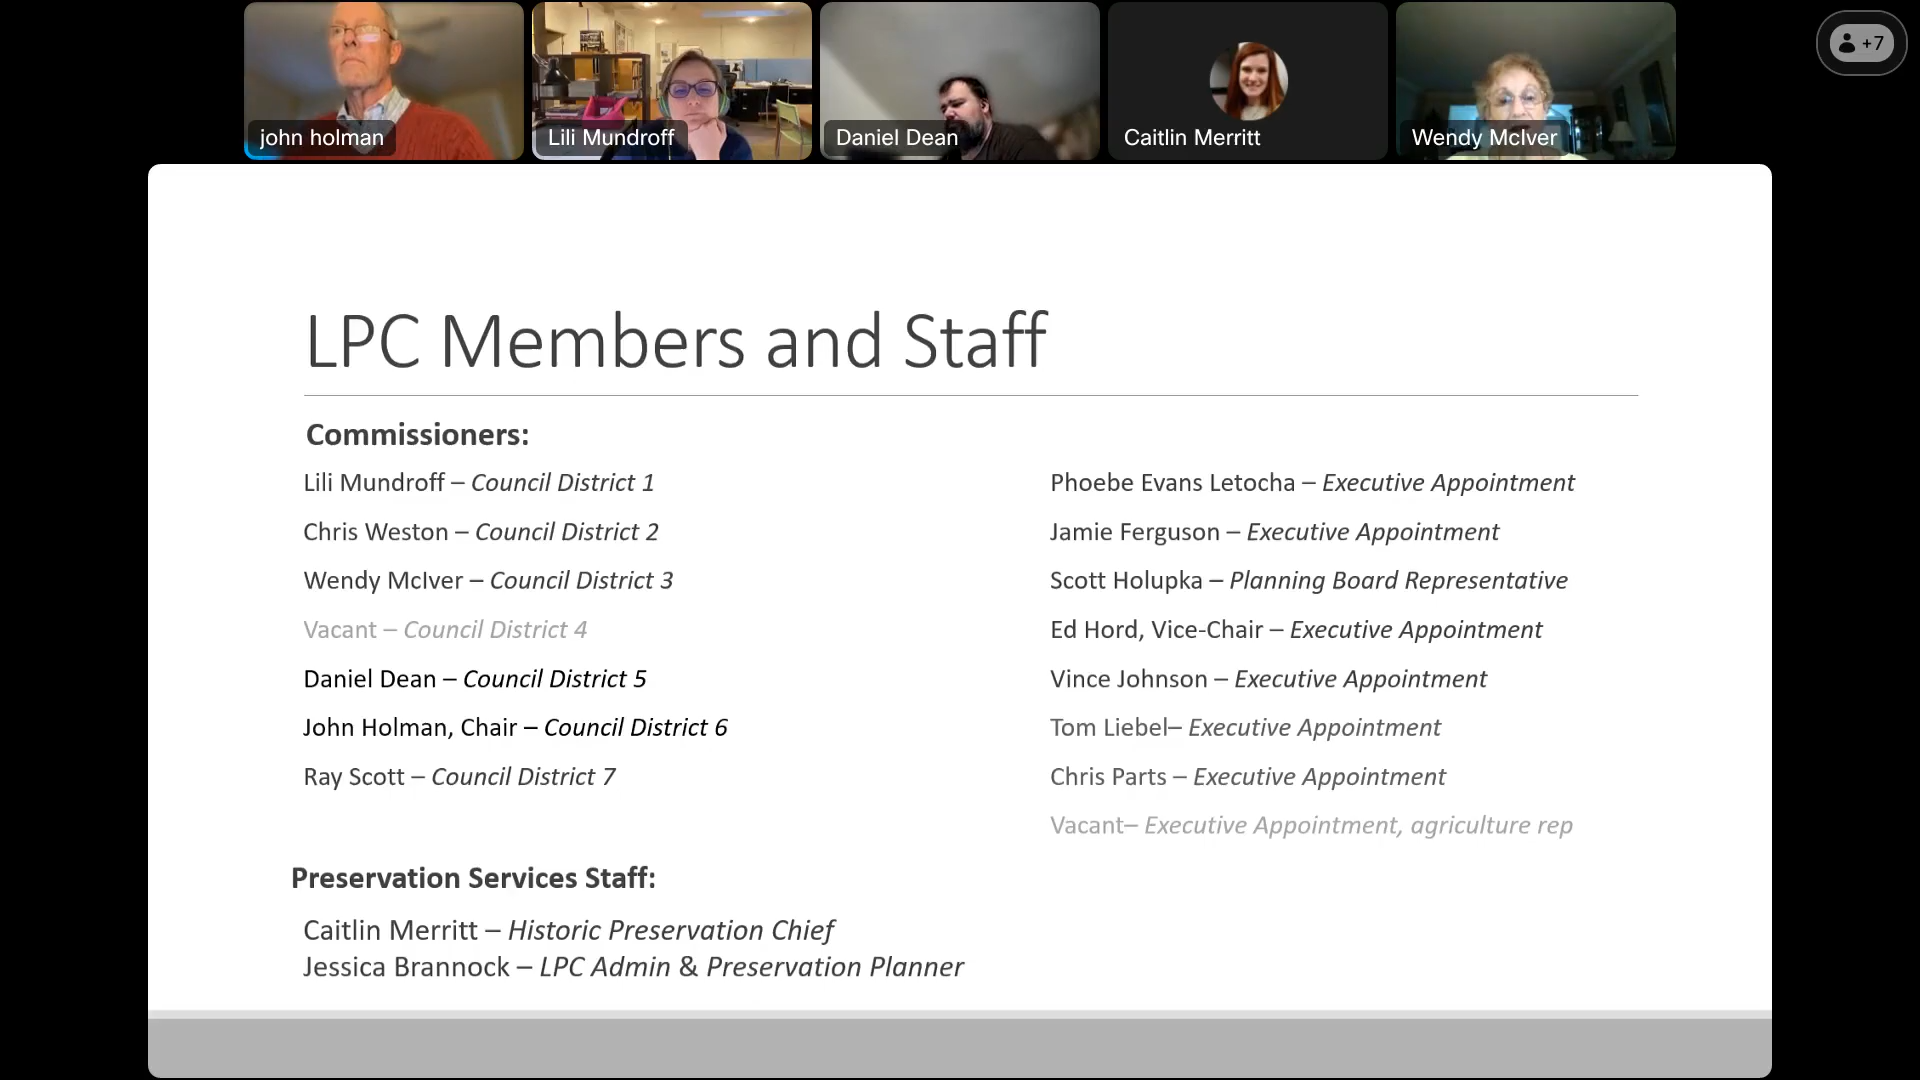 john holman
Lili Mundroff
Daniel Dean
Caitlin Merritt
Wendy McIver
+7
LPC Members and Staff
Commissioners:
Lili Mundroff – Council District 1
Chris Weston – Council District 2
Wendy McIver – Council District 3
Vacant – Council District 4
Daniel Dean – Council District 5
John Holman, Chair – Council District 6
Ray Scott – Council District 7
Phoebe Evans Letocha – Executive Appointment
Jamie Ferguson – Executive Appointment
Scott Holupka – Planning Board Representative
Ed Hord, Vice-Chair – Executive Appointment
Vince Johnson – Executive Appointment
Tom Liebel– Executive Appointment
Chris Parts – Executive Appointment
Vacant– Executive Appointment, agriculture rep
Preservation Services Staff:
Caitlin Merritt – Historic Preservation Chief
Jessica Brannock – LPC Admin & Preservation Planner